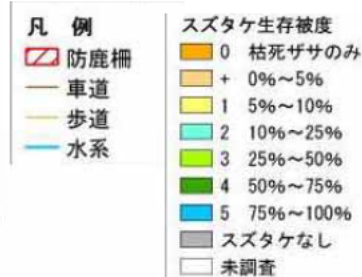 凡 例
防鹿柵
車道
歩道
水系
スズタケ生存被度
0 枯死ザサのみ
+ 0%～5%
1 5%～10%
2 10%～25%
3 25%～50%
4 50%～75%
5 75%～100%
スズタケなし
未調査